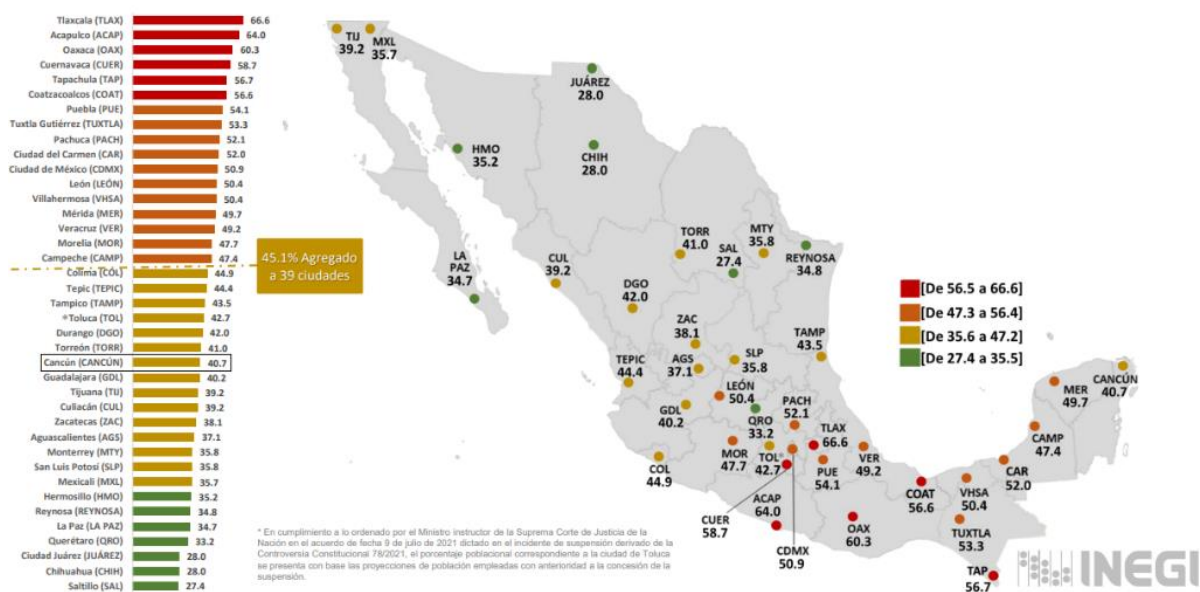 Tlaxcala (TLAX) 66.6
Acapulco (ACAP) 64.0
Oaxaca (OAX) 60.3
Cuernavaca (CUER) 58.7
Tapachula (TAP) 56.7
Coatzacoalcos (COAT) 56.6
Puebla (PUE) 54.1
Tuxtla Gutiérrez (TUXTLA) 53.3
Pachuca (PACH) 52.1
Ciudad del Carmen (CAR) 52.0
Ciudad de México (CDMX) 50.9
León (LEÓN) 50.4
Villahermosa (VHSA) 50.4
Mérida (MER) 49.7
Veracruz (VER) 49.2
Morelia (MOR) 47.7
Campeche (CAMP) 47.4
Colima (COL) 44.9
Tepic (TEPIC) 44.4
Tampico (TAMP) 43.5
*Toluca (TOL) 42.7
Durango (DGO) 42.0
Torreón (TORR) 41.0
Cancún (CANCÚN) 40.7
Guadalajara (GDL) 40.2
Tijuana (TIJ) 39.2
Culiacán (CUL) 39.2
Zacatecas (ZAC) 38.1
Aguascalientes (AGS) 37.1
Monterrey (MTY) 35.8
San Luis Potosí (SLP) 35.8
Mexicali (MXL) 35.7
Hermosillo (HMO) 35.2
Reynosa (REYNOSA) 34.8
La Paz (LA PAZ) 34.7
Querétaro (QRO) 33.2
Ciudad Juárez (JUÁREZ) 28.0
Chihuahua (CHIH) 28.0
Saltillo (SAL) 27.4
45.1% Agregado
a 39 ciudades
TIJ
39.2
MXL
35.7
JUÁREZ
28.0
HMO
35.2
CHIH
28.0
LA
PAZ
34.7
CUL
39.2
TORR
41.0
SAL
27.4
MTY
35.8
REYNOSA
34.8
DGO
42.0
ZAC
38.1
TAMP
43.5
TEPIC
44.4
AGS
37.1
SLP
35.8
LEÓN
50.4
GDL
40.2
QRO
33.2
PACH
52.1
TLAX
66.6
COL
44.9
MOR
47.7
TOL*
42.7
PUE
54.1
VER
49.2
CUER
58.7
ACAP
64.0
CDMX
50.9
OAX
60.3
COAT
56.6
VHSA
50.4
TUXTLA
53.3
TAP
56.7
CAR
52.0
CAMP
47.4
MER
49.7
CANCÚN
40.7
[De 56.5 a 66.6]
[De 47.3 a 56.4]
[De 35.6 a 47.2]
[De 27.4 a 35.5]
* En cumplimiento a lo ordenado por el Ministro instructor de la Suprema Corte de Justicia de la
Nación en el acuerdo de fecha 9 de julio de 2021 dictado en el incidente de suspensión derivado de la
Controversia Constitucional 78/2021, el porcentaje poblacional correspondiente a la ciudad de Toluca
se presenta con base las proyecciones de población empleadas con anterioridad a la concesión de la
suspensión.
INEGI